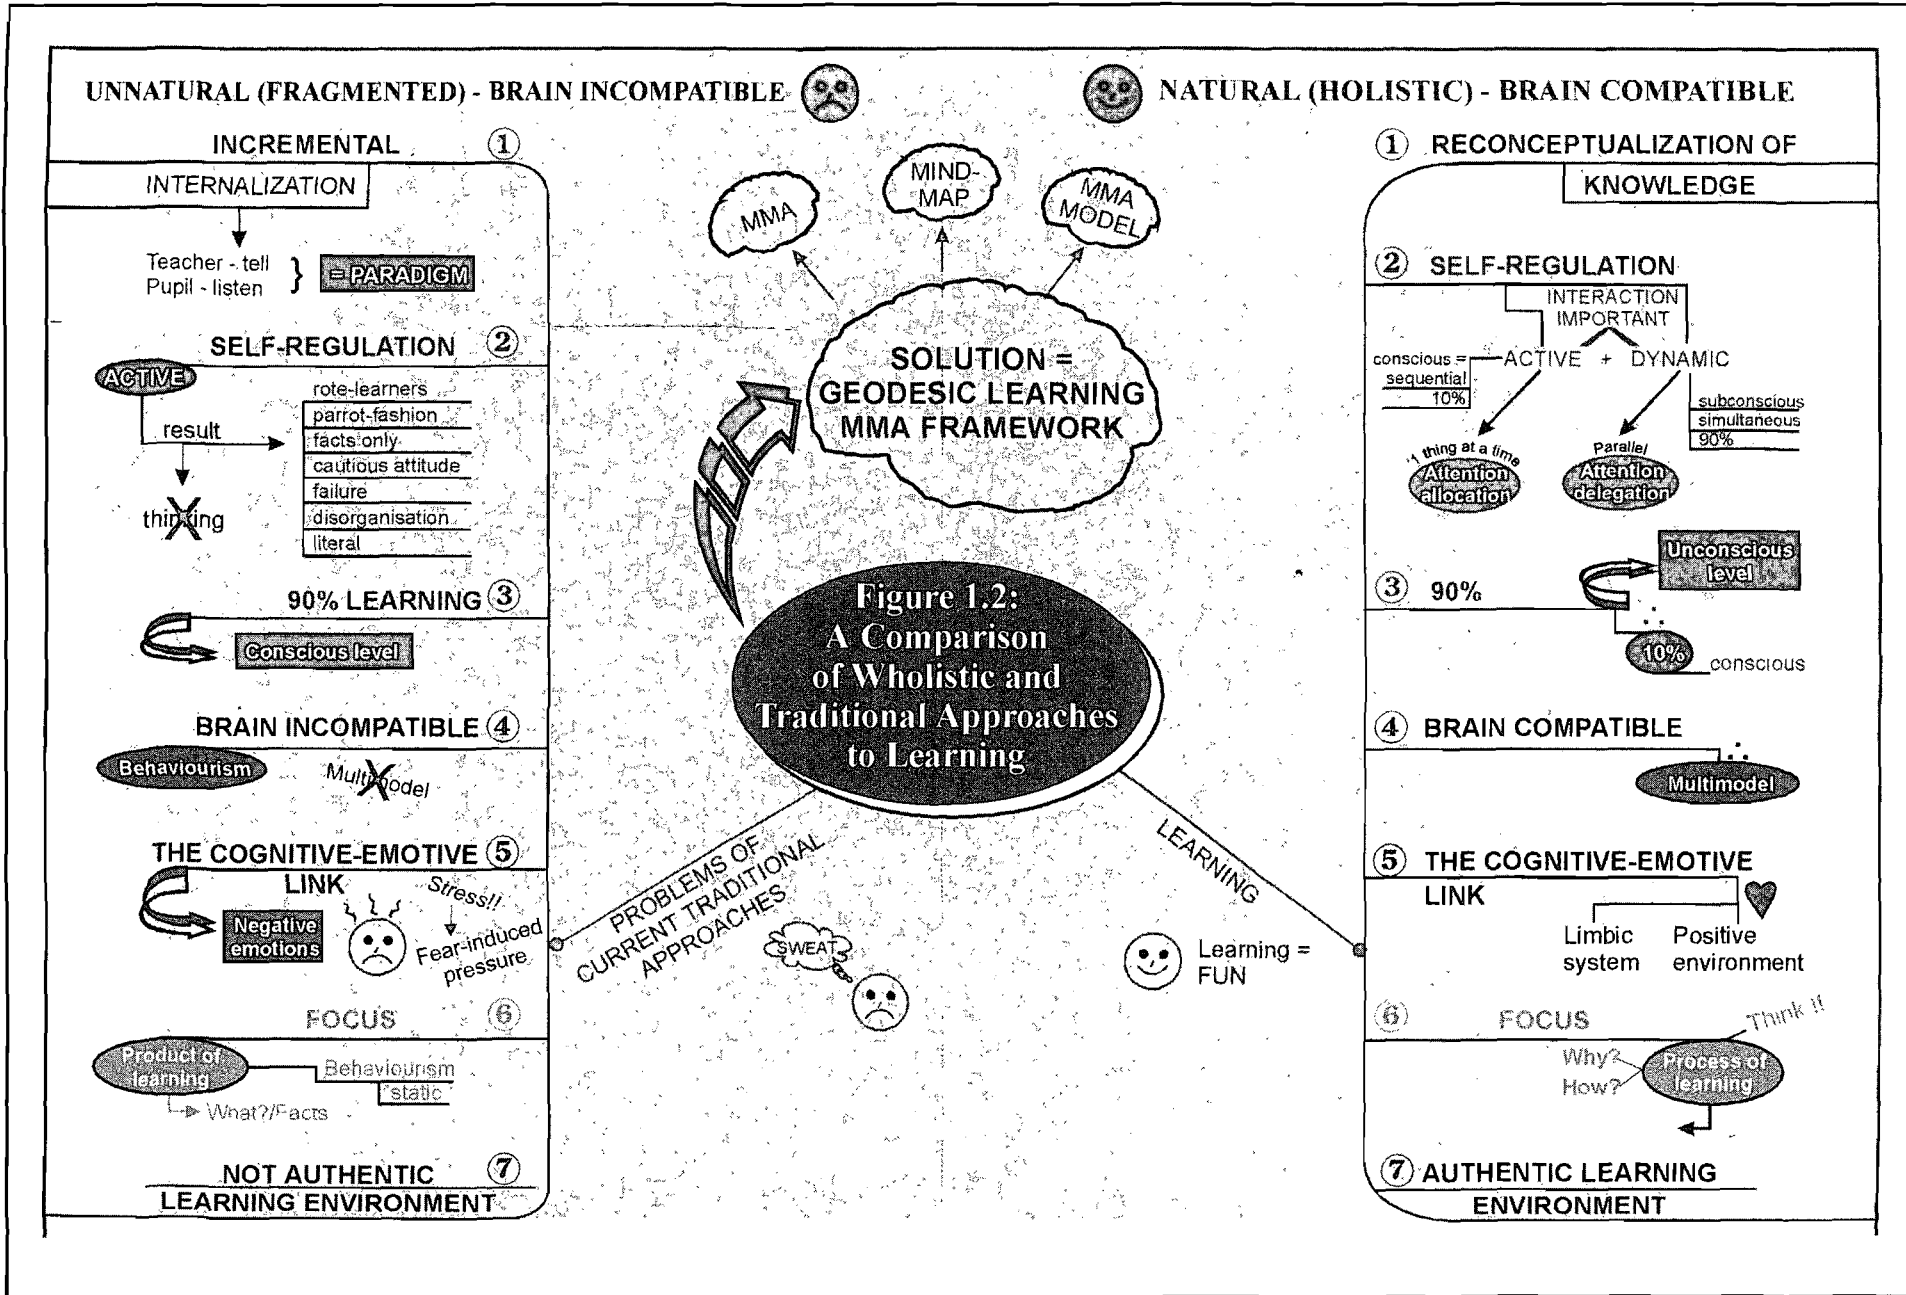 UNNATURAL (FRAGMENTED) - BRAIN INCOMPATIBLE
NATURAL (HOLISTIC) - BRAIN COMPATIBLE
INCREMENTAL 1
INTERNALIZATION
Teacher - tell
Pupil - listen
= PARADIGM
SELF-REGULATION 2
ACTIVE
result
thinking
rote-learners
parrot-fashion
facts only
cautious attitude
failure
disorganisation
literal
90% LEARNING 3
Conscious level
BRAIN INCOMPATIBLE 4
Behaviourism
Multimodel
THE COGNITIVE-EMOTIVE 5
LINK
Negative
emotions
Stress!!
Fear-induced
pressure
FOCUS 6
Product of
learning
Behaviourism
static
What?/Facts
NOT AUTHENTIC 7
LEARNING ENVIRONMENT
MMA
MIND-
MAP
MMA
MODEL
SOLUTION =
GEODESIC LEARNING
MMA FRAMEWORK
Figure 1.2:
A Comparison
of Wholistic and
Traditional Approaches
to Learning
PROBLEMS OF
CURRENT TRADITIONAL
APPROACHES
SWEAT
LEARNING
Learning =
FUN
1 RECONCEPTUALIZATION OF
KNOWLEDGE
2 SELF-REGULATION
INTERACTION
IMPORTANT
conscious =
sequential
10%
ACTIVE + DYNAMIC
subconscious
simultaneous
90%
1 thing at a time
Attention
allocation
Parallel
Attention
delegation
3 90%
Unconscious
level
10%
conscious
4 BRAIN COMPATIBLE
Multimodel
5 THE COGNITIVE-EMOTIVE
LINK
Limbic
system
Positive
environment
6 FOCUS
Think !!
Why?
How?
Process of
learning
7 AUTHENTIC LEARNING
ENVIRONMENT